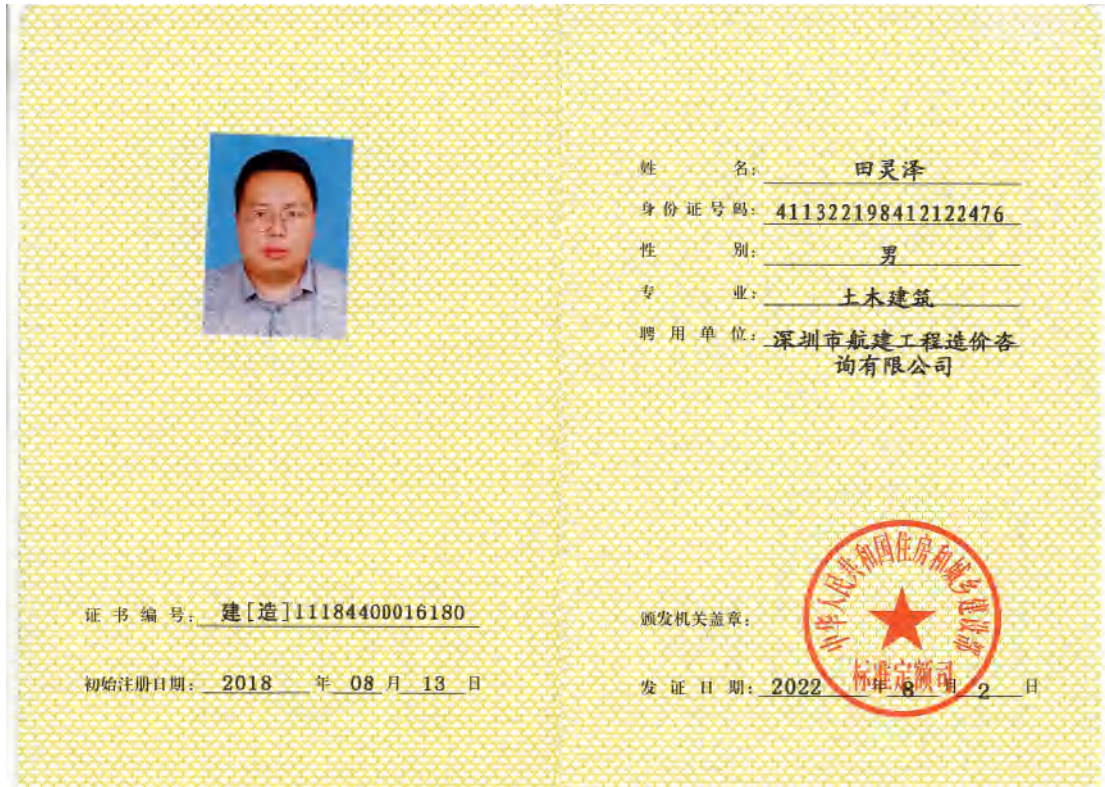 证书编号: 建[造]11184400016180
初始注册日期: 2018 年 08 月 13 日
姓名: 田灵泽
身份证号码: 411322198412122476
性别: 男
专业: 土木建筑
聘用单位: 深圳市航建工程造价咨
询有限公司
颁发机关盖章:
中华人民共和国住房和城乡建设部
标准定额司
发证日期: 2022 年 8 月 2 日